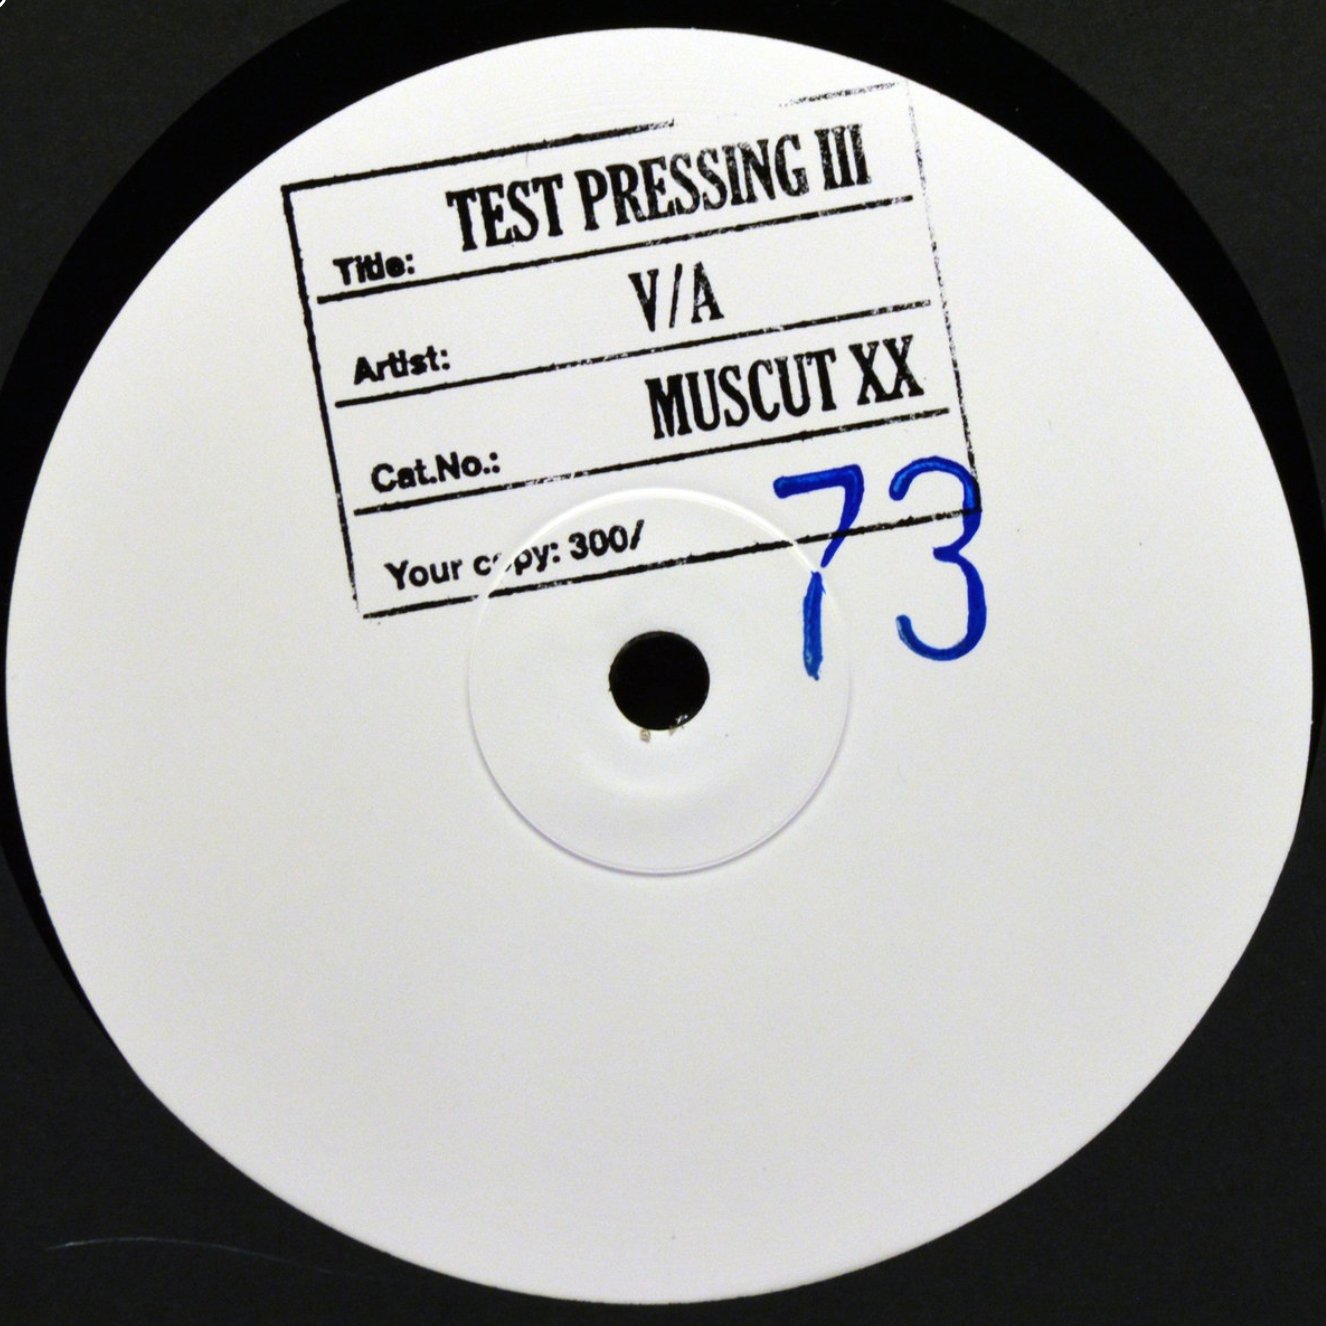 Title: TEST PRESSING III
Artist: V/A
Cat.No.: MUSCUT XX
Your copy: 300/ 73